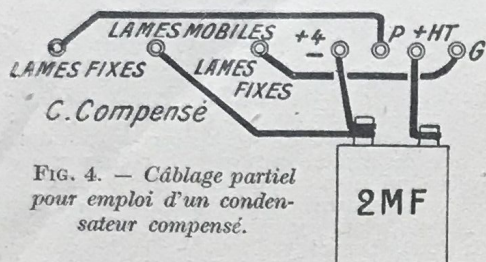 LAMES MOBILES
+4
−
P +HT
G
LAMES FIXES
LAMES
FIXES
C. Compensé
2MF
FIG. 4. — Câblage partiel
pour emploi d'un conden-
sateur compensé.